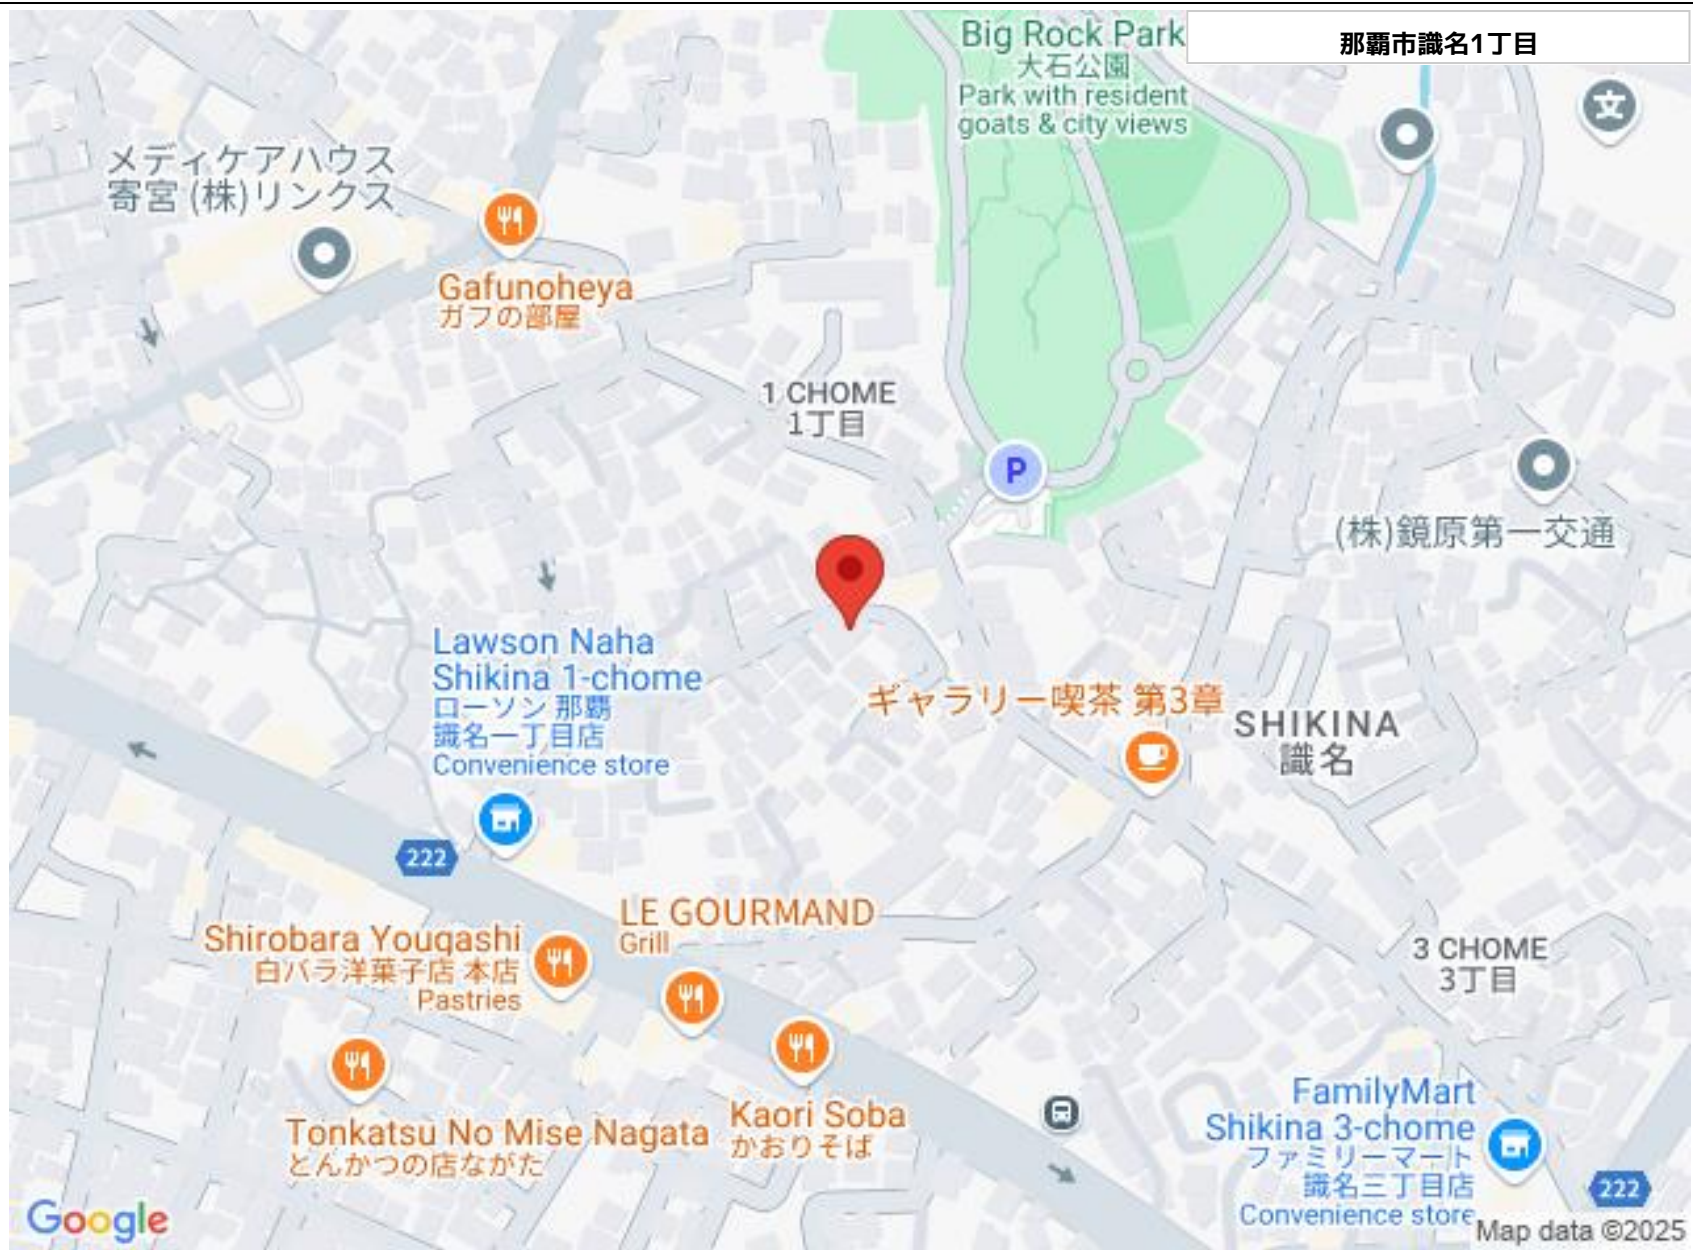 那覇市識名1丁目
Big Rock Park
大石公園
Park with resident
goats & city views
文
メディケアハウス
寄宮 (株)リンクス
Gafunoheya
ガフの部屋
1 CHOME
1丁目
P
(株)鏡原第一交通
Lawson Naha
Shikina 1-chome
ローソン 那覇
識名一丁目店
Convenience store
ギャラリー喫茶 第3章
SHIKINA
識名
222
LE GOURMAND
Grill
Shirobara Yougashi
白バラ洋菓子店 本店
Pastries
3 CHOME
3丁目
Tonkatsu No Mise Nagata
とんかつの店ながた
Kaori Soba
かおりそば
FamilyMart
Shikina 3-chome
ファミリーマート
識名三丁目店
Convenience store
222
Google
Map data ©2025